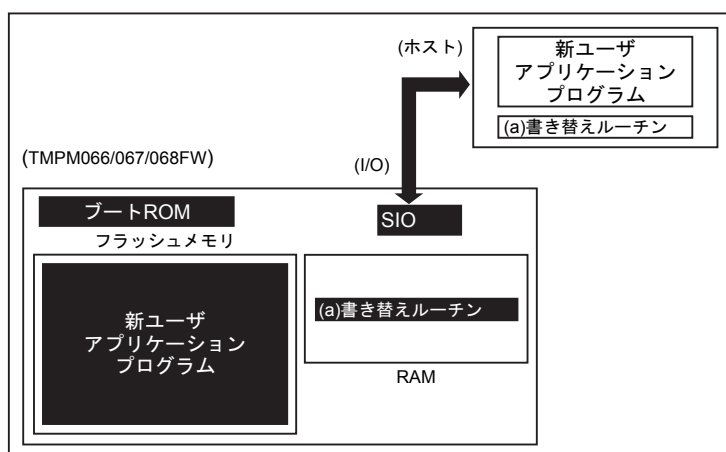 (ホスト)
新ユーザ
アプリケーション
プログラム
(a)書き替えルーチン
(TMPM066/067/068FW)
(I/O)
ブートROM
SIO
フラッシュメモリ
新ユーザ
アプリケーション
プログラム
(a)書き替えルーチン
RAM